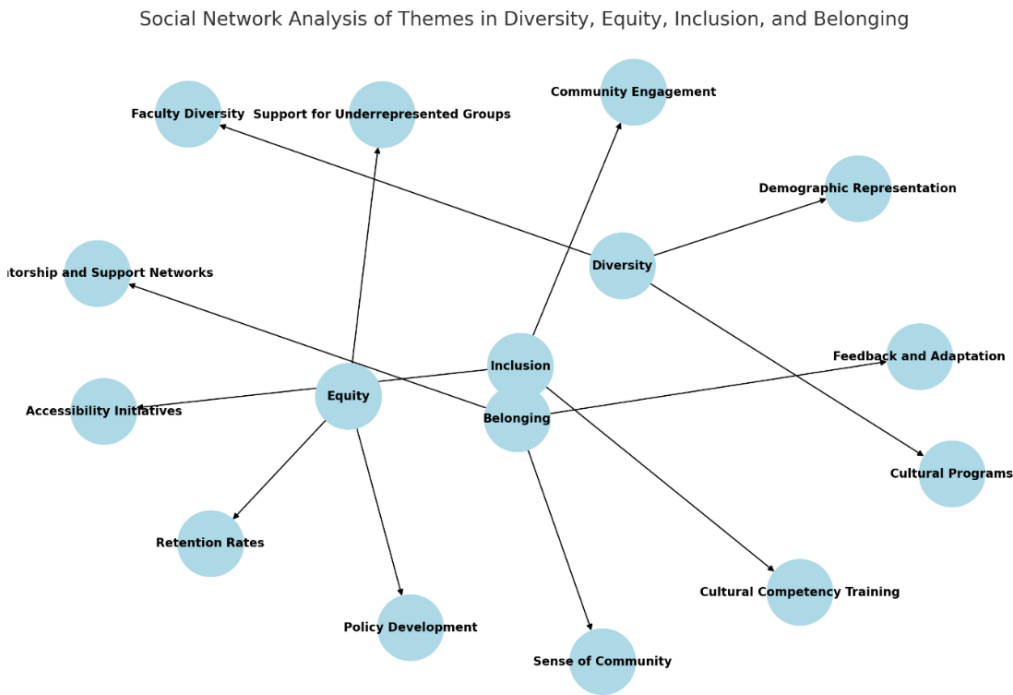 Social Network Analysis of Themes in Diversity, Equity, Inclusion, and Belonging
Community Engagement
Faculty Diversity
Support for Underrepresented Groups
Demographic Representation
Diversity
and Support Networks
Feedback and Adaptation
Inclusion
Equity
Accessibility Initiatives
Belonging
Cultural Programs
Retention Rates
Cultural Competency Training
Policy Development
Sense of Community